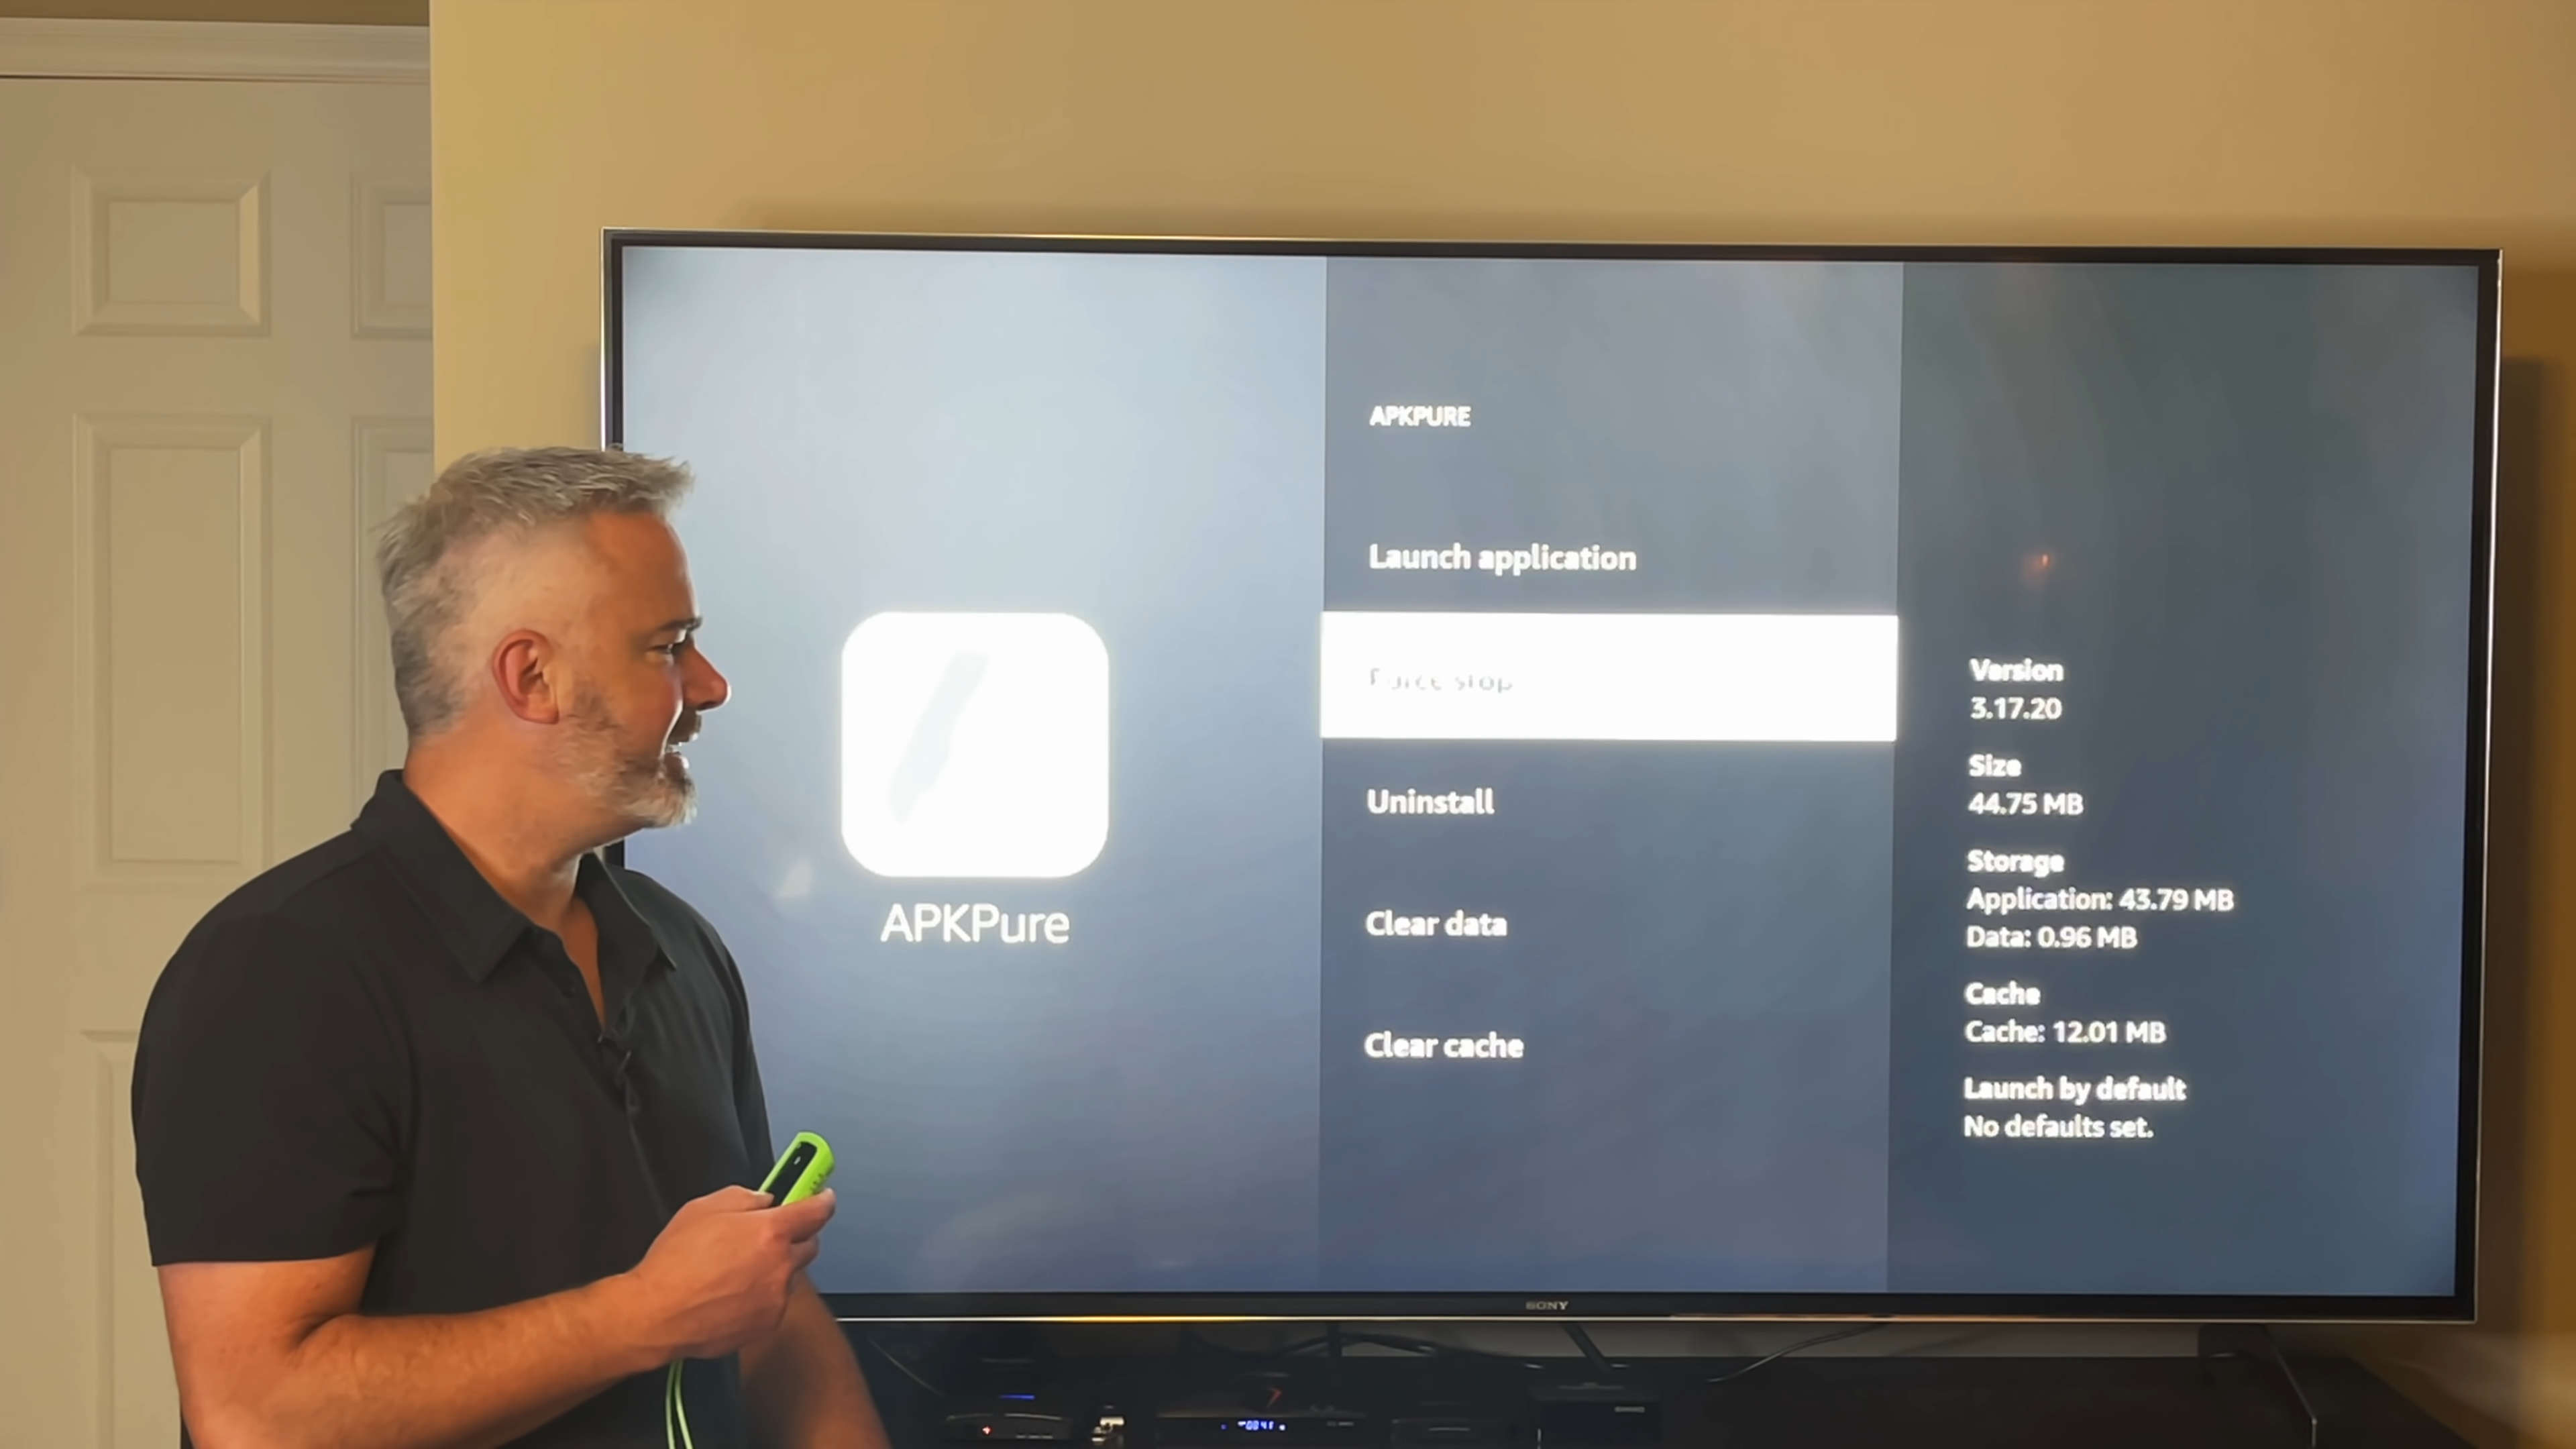 APKPURE
Launch application
Force stop
Uninstall
Clear data
Clear cache
APKPure
Version
3.17.20
Size
44.75 MB
Storage
Application: 43.79 MB
Data: 0.96 MB
Cache
Cache: 12.01 MB
Launch by default
No defaults set.
SONY